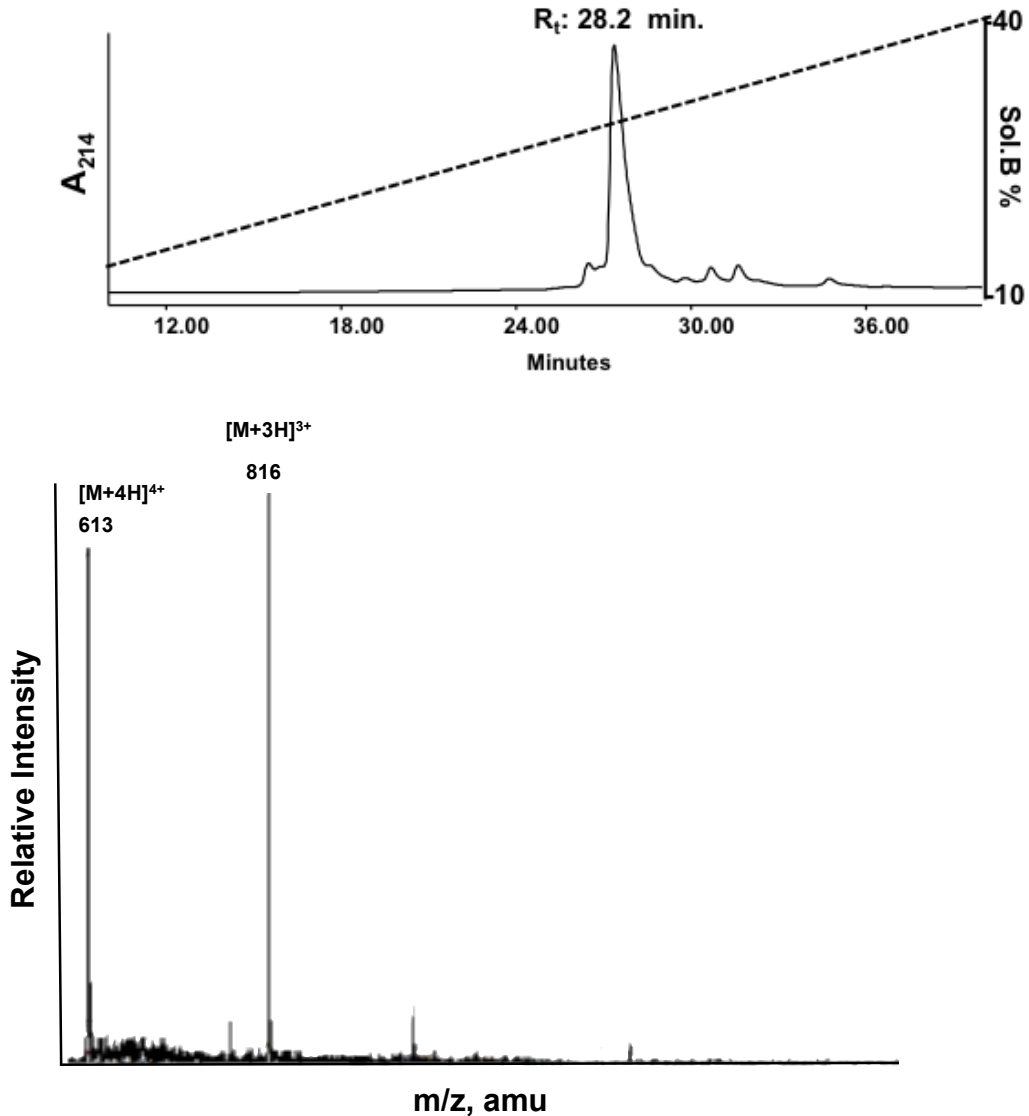 Rt: 28.2 min.
40
A214
Sol.B %
10
12.00 18.00 24.00 30.00 36.00
Minutes
[M+3H]3+
816
[M+4H]4+
613
Relative Intensity
m/z, amu